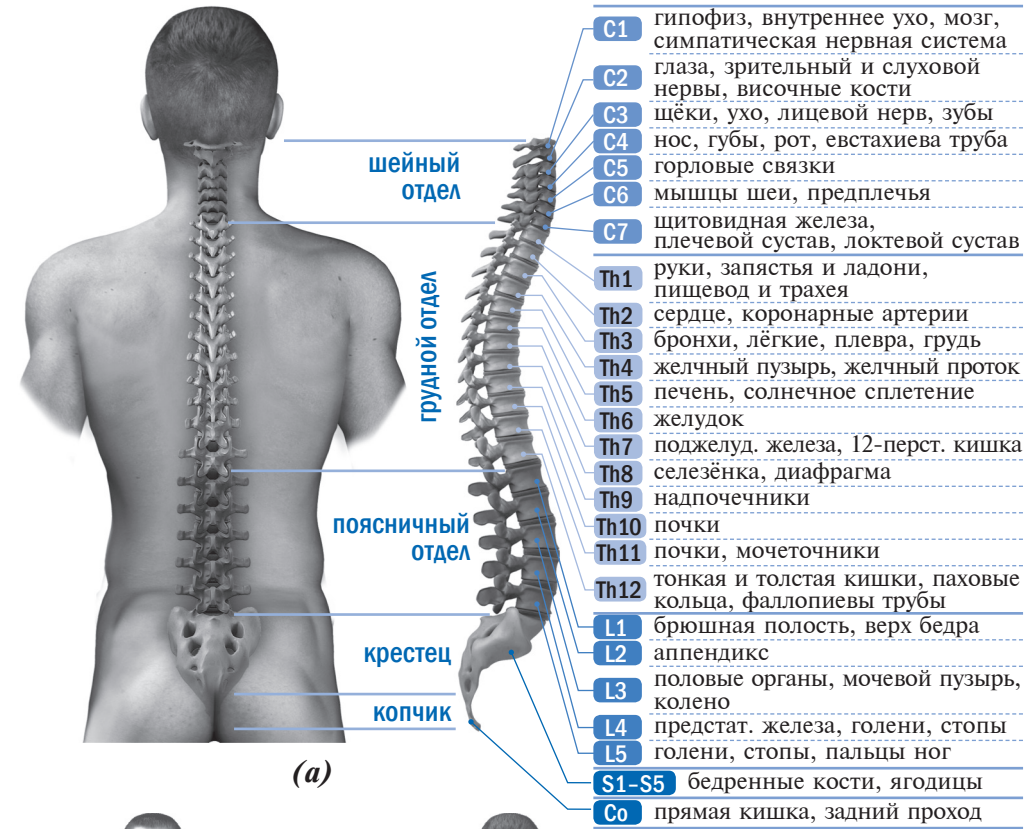 C1 гипофиз, внутреннее ухо, мозг,
симпатическая нервная система
C2 глаза, зрительный и слуховой
нервы, височные кости
C3 щёки, ухо, лицевой нерв, зубы
C4 нос, губы, рот, евстахиева труба
C5 горловые связки
C6 мышцы шеи, предплечья
C7 щитовидная железа,
плечевой сустав, локтевой сустав
Th1 руки, запястья и ладони,
пищевод и трахея
Th2 сердце, коронарные артерии
Th3 бронхи, лёгкие, плевра, грудь
Th4 желчный пузырь, желчный проток
Th5 печень, солнечное сплетение
Th6 желудок
Th7 поджелуд. железа, 12-перст. кишка
Th8 селезёнка, диафрагма
Th9 надпочечники
Th10 почки
Th11 почки, мочеточники
Th12 тонкая и толстая кишки, паховые
кольца, фаллопиевы трубы
L1 брюшная полость, верх бедра
L2 аппендикс
L3 половые органы, мочевой пузырь,
колено
L4 предстат. железа, голени, стопы
L5 голени, стопы, пальцы ног
S1–S5 бедренные кости, ягодицы
Co прямая кишка, задний проход
шейный
отдел
грудной отдел
поясничный
отдел
крестец
копчик
(а)